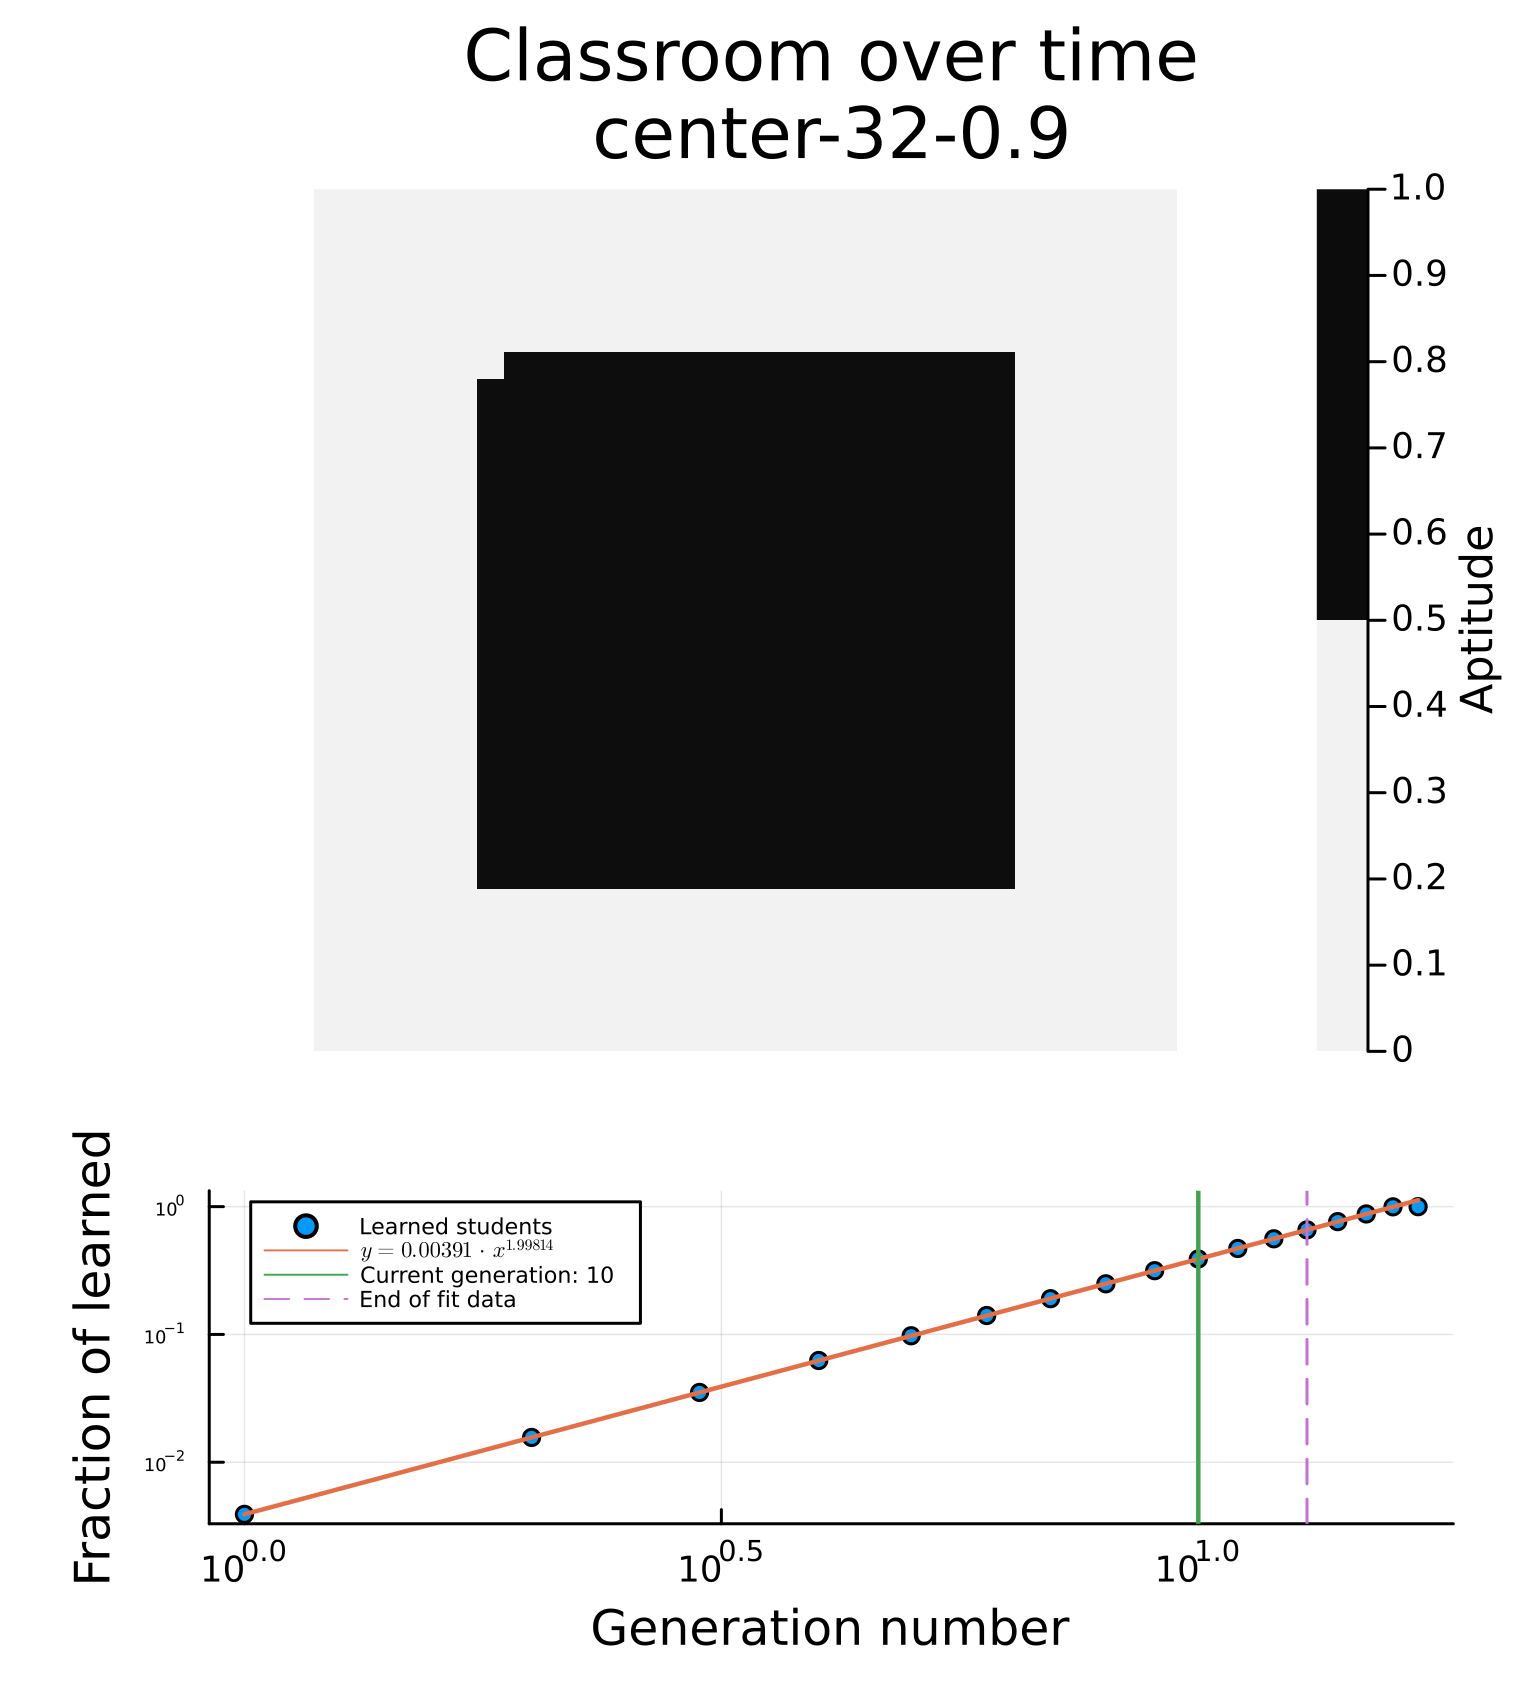 Classroom over time
center-32-0.9
1.0
0.9
0.8
0.7
0.6
0.5
0.4
0.3
0.2
0.1
0
Aptitude
Fraction of learned
10^0
10^−1
10^−2
Learned students
y = 0.00391 · x^1.99814
Current generation: 10
End of fit data
10^0.0
10^0.5
10^1.0
Generation number